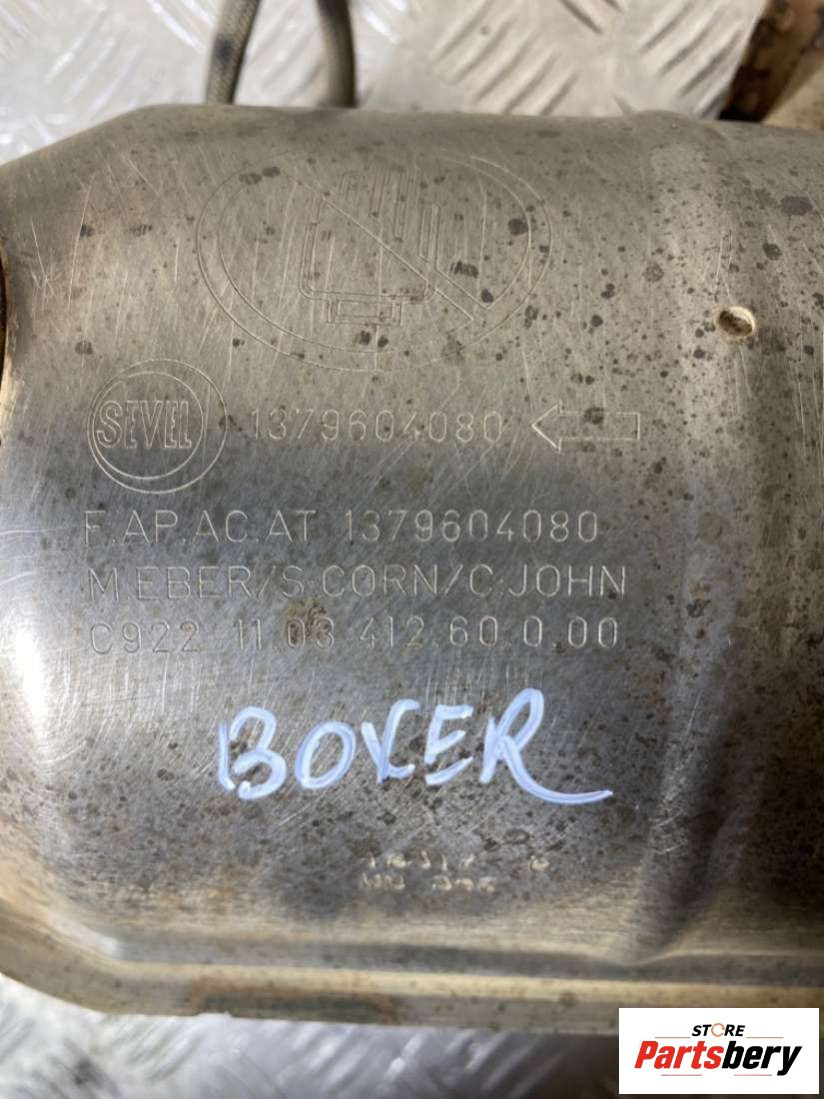 SEVEL 1379604080
F.AP.AC.AT 1379604080
M.EBER/S:CORN/C:JOHN
C922 11.03 412.60.0.00
BOXER
STORE
Partsbery